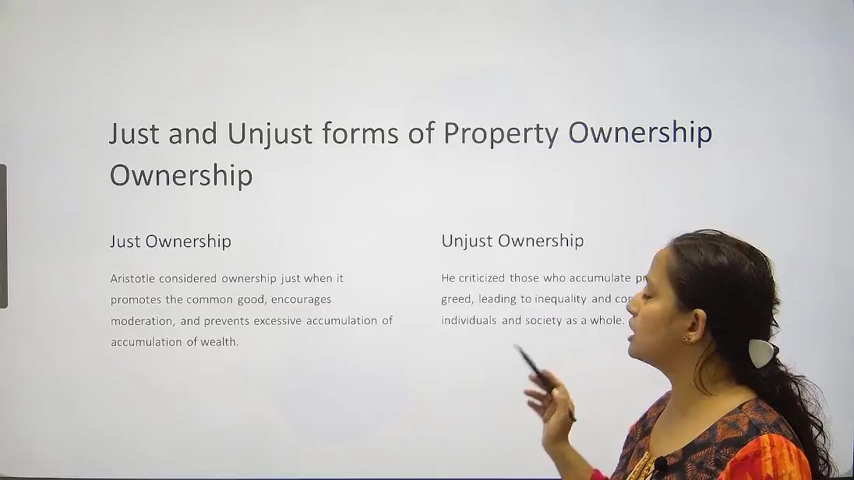 Just and Unjust forms of Property Ownership
Ownership
Just Ownership
Aristotle considered ownership just when it
promotes the common good, encourages
moderation, and prevents excessive accumulation of
accumulation of wealth.
Unjust Ownership
He criticized those who accumulate
greed, leading to inequality and
individuals and society as a whole.